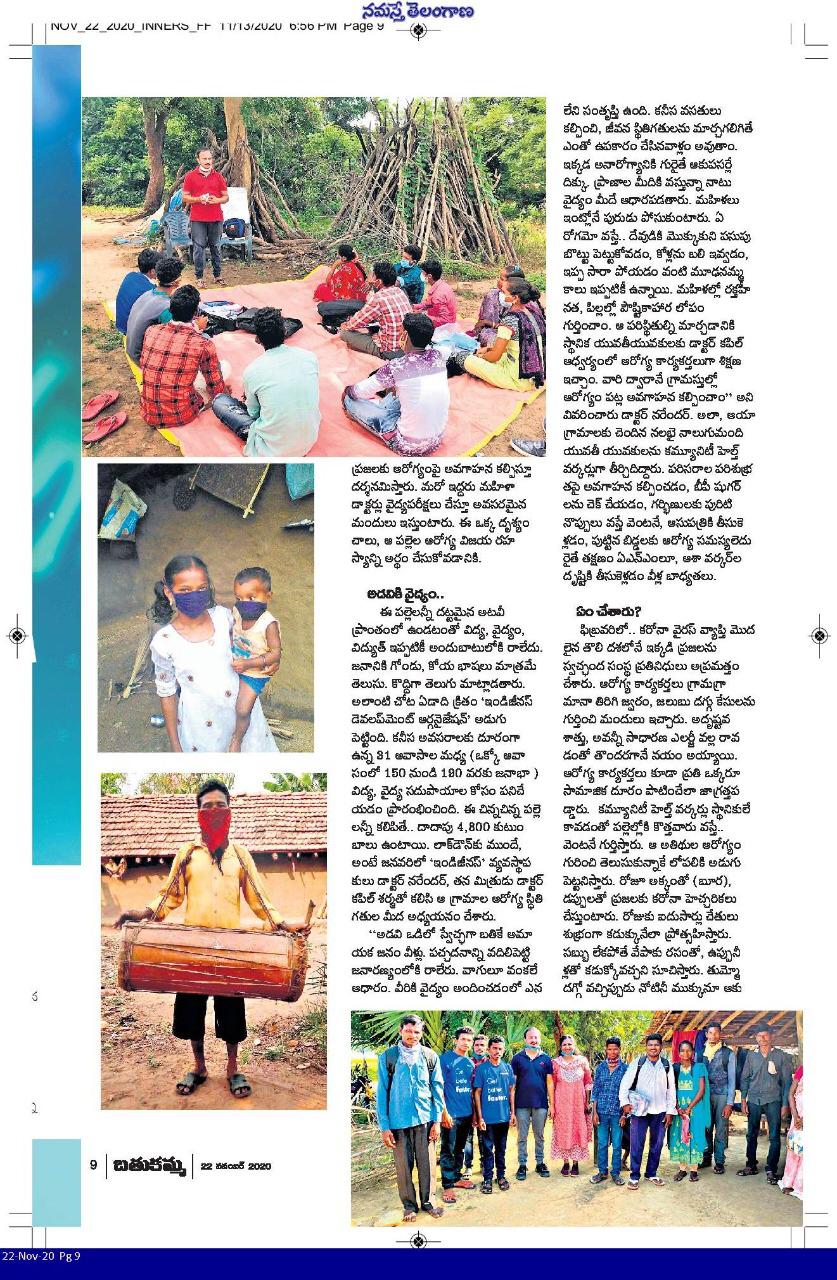 నమస్తే తెలంగాణ
NOV_22_2020_INNERS_FF 11/13/2020 6:56 PM Page 9
ప్రజలకు ఆరోగ్యంపై అవగాహన కల్పిస్తూ
దర్శనమిస్తారు. మరో ఇద్దరు మహిళా
డాక్టర్లు వైద్యపరీక్షలు చేస్తూ అవసరమైన
మందులు ఇస్తుంటారు. ఈ ఒక్క దృశ్యం
చాలు, ఆ పల్లెల ఆరోగ్య విజయ రహ
స్యాన్ని అర్థం చేసుకోవడానికి.
అడవికి వైద్యం..
ఈ పల్లెలన్నీ దట్టమైన అటవీ
ప్రాంతంలో ఉండటంతో విద్య, వైద్యం,
విద్యుత్ ఇప్పటికీ అందుబాటులోకి రాలేదు.
జనానికి గోండు, కోయ భాషలు మాత్రమే
తెలుసు. కొద్దిగా తెలుగు మాట్లాడతారు.
అలాంటి చోట ఏడాది క్రితం ‘ఇండిజీనస్
డెవలప్‌మెంట్ ఆర్గనైజేషన్’ అడుగు
పెట్టింది. కనీస అవసరాలకు దూరంగా
ఉన్న 31 ఆవాసాల మధ్య (ఒక్కో ఆవా
సంలో 150 మంది 180 వరకు జనాభా )
విద్య, వైద్య సదుపాయాల కోసం పనిచే
యడం ప్రారంభించింది. ఈ చిన్నచిన్న పల్లె
లన్నీ కలిపితే.. దాదాపు 4,800 కుటుం
బాలు ఉంటాయి. లాక్‌డౌన్‌కు ముందే,
అంటే జనవరిలో ‘ఇండిజీనస్’ వ్యవస్థాప
కులు డాక్టర్ నరేందర్, తన మిత్రుడు డాక్టర్
కపిల్ శర్మతో కలిసి ఆ గ్రామాల ఆరోగ్య స్థితి
గతుల మీద అధ్యయనం చేశారు.
“అడవి ఒడిలో స్వేచ్ఛగా బతికే అమా
యక జనం వీళ్లు. పచ్చదనాన్ని వదిలిపెట్టి
జనారణ్యంలోకి రాలేరు. వాగులూ వంకలే
ఆధారం. వీరికి వైద్యం అందించడంలో ఎన
లేని సంతృప్తి ఉంది. కనీస వసతులు
కల్పించి, జీవన స్థితిగతులను మార్చగలిగితే
ఎంతో ఉపకారం చేసినవాళ్లం అవుతాం.
ఇక్కడ అనారోగ్యానికి గురైతే ఆకుపసర్లే
దిక్కు. ప్రాణాల మీదికి వస్తున్నా నాటు
వైద్యం మీదే ఆధారపడతారు. మహిళలు
ఇంట్లోనే పురుడు పోసుకుంటారు. ఏ
రోగమో వస్తే.. దేవుడికి మొక్కుకుని పసుపు
బొట్టు పెట్టుకోవడం, కోళ్లను బలి ఇవ్వడం,
ఇప్ప సారా పోయడం వంటి మూఢనమ్మ
కాలు ఇప్పటికీ ఉన్నాయి. మహిళల్లో రక్తహీ
నత, పిల్లల్లో పౌష్టికాహార లోపం
గుర్తించాం. ఆ పరిస్థితుల్ని మార్చడానికి
స్థానిక యువతీయువకులకు డాక్టర్ కపిల్
ఆధ్వర్యంలో ఆరోగ్య కార్యకర్తలుగా శిక్షణ
ఇచ్చాం. వారి ద్వారానే గ్రామస్తుల్లో
ఆరోగ్యం పట్ల అవగాహన కల్పించాం” అని
వివరించారు డాక్టర్ నరేందర్. అలా, ఆయా
గ్రామాలకు చెందిన నలభై నాలుగుమంది
యువతీ యువకులను కమ్యూనిటీ హెల్త్
వర్కర్లుగా తీర్చిదిద్దారు. పరిసరాల పరిశుభ్ర
తపై అవగాహన కల్పించడం, బీపీ షుగర్
లను చెక్ చేయడం, గర్భిణులకు పురిటి
నొప్పులు వస్తే వెంటనే, ఆసుపత్రికి తీసుకె
ళ్లడం, పుట్టిన బిడ్డలకు ఆరోగ్య సమస్యలెదు
రైతే తక్షణం ఏఎన్‌ఎంలూ, ఆశా వర్కర్‌ల
దృష్టికి తీసుకెళ్లడం వీళ్ల బాధ్యతలు.
ఏం చేశారు?
ఫిబ్రవరిలో.. కరోనా వైరస్ వ్యాప్తి మొద
లైన తొలి దశలోనే ఇక్కడి ప్రజలను
స్వచ్ఛంద సంస్థ ప్రతినిధులు అప్రమత్తం
చేశారు. ఆరోగ్య కార్యకర్తలు గ్రామగ్రా
మానా తిరిగి జ్వరం, జలుబు దగ్గు కేసులను
గుర్తించి మందులు ఇచ్చారు. అదృష్టవ
శాత్తు, అవన్నీ సాధారణ ఎలర్జీ వల్ల రావ
డంతో తొందరగానే నయం అయ్యాయి.
ఆరోగ్య కార్యకర్తలు కూడా ప్రతి ఒక్కరూ
సామాజిక దూరం పాటించేలా జాగ్రత్తప
డ్డారు. కమ్యూనిటీ హెల్త్ వర్కర్లు స్థానికులే
కావడంతో పల్లెల్లోకి కొత్తవారు వస్తే..
వెంటనే గుర్తిస్తారు. ఆ అతిథుల ఆరోగ్యం
గురించి తెలుసుకున్నాకే లోపలికి అడుగు
పెట్టనిస్తారు. రోజూ అక్కంతో (బూర),
డప్పులతో ప్రజలకు కరోనా హెచ్చరికలు
చేస్తుంటారు. రోజుకు ఐదుసార్లు చేతులు
శుభ్రంగా కడుక్కునేలా ప్రోత్సహిస్తారు.
సబ్బు లేకపోతే వేపాకు రసంతో, ఉప్పునీ
ళ్లతో కడుక్కోవచ్చని సూచిస్తారు. తుమ్మో
దగ్గో వచ్చినప్పుడు నోటినీ ముక్కునూ ఆకు
9 బతుకమ్మ 22 నవంబర్ 2020
22-Nov-20 Pg 9